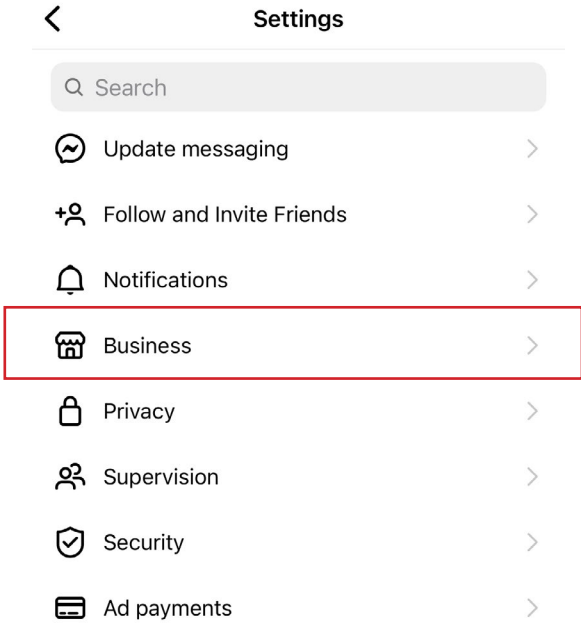 Settings
Search
Update messaging
Follow and Invite Friends
Notifications
Business
Privacy
Supervision
Security
Ad payments